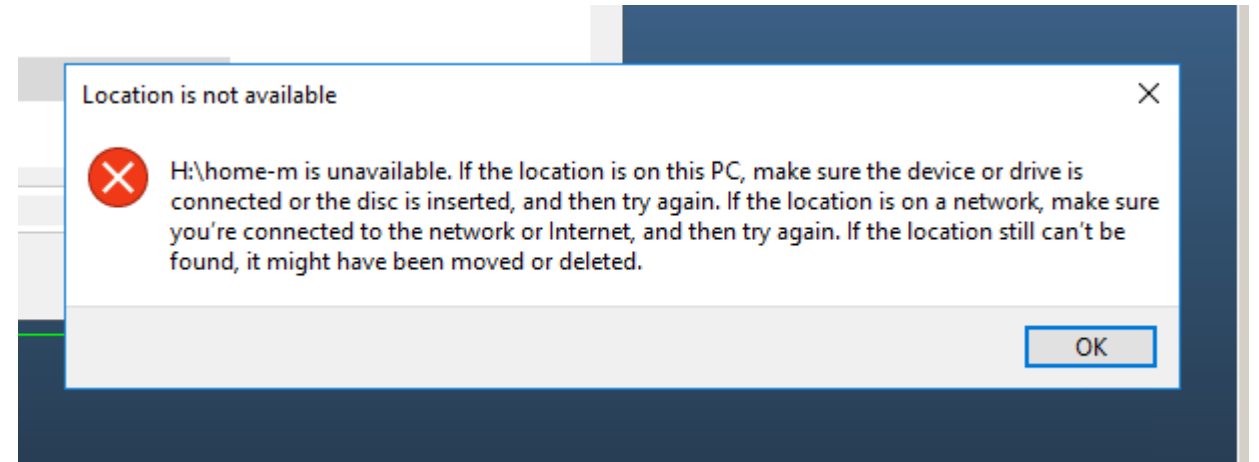 Location is not available
H:\home-m is unavailable. If the location is on this PC, make sure the device or drive is
connected or the disc is inserted, and then try again. If the location is on a network, make sure
you're connected to the network or Internet, and then try again. If the location still can't be
found, it might have been moved or deleted.
OK